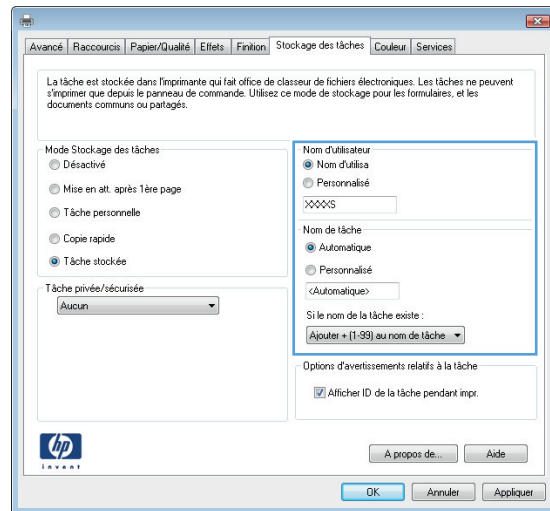 Avancé Raccourcis Papier/Qualité Effets Finition Stockage des tâches Couleur Services
La tâche est stockée dans l'imprimante qui fait office de classeur de fichiers électroniques. Les tâches ne peuvent
s'imprimer que depuis le panneau de commande. Utilisez ce mode de stockage pour les formulaires, et les
documents communs ou partagés.
Mode Stockage des tâches
Désactivé
Mise en att. après 1ère page
Tâche personnelle
Copie rapide
Tâche stockée
Tâche privée/sécurisée
Aucun
Nom d'utilisateur
Nom d'utilisa
Personnalisé
XXXXS
Nom de tâche
Automatique
Personnalisé
<Automatique>
Si le nom de la tâche existe :
Ajouter + (1-99) au nom de tâche
Options d'avertissements relatifs à la tâche
Afficher ID de la tâche pendant impr.
hp
invent
A propos de... Aide
OK Annuler Appliquer